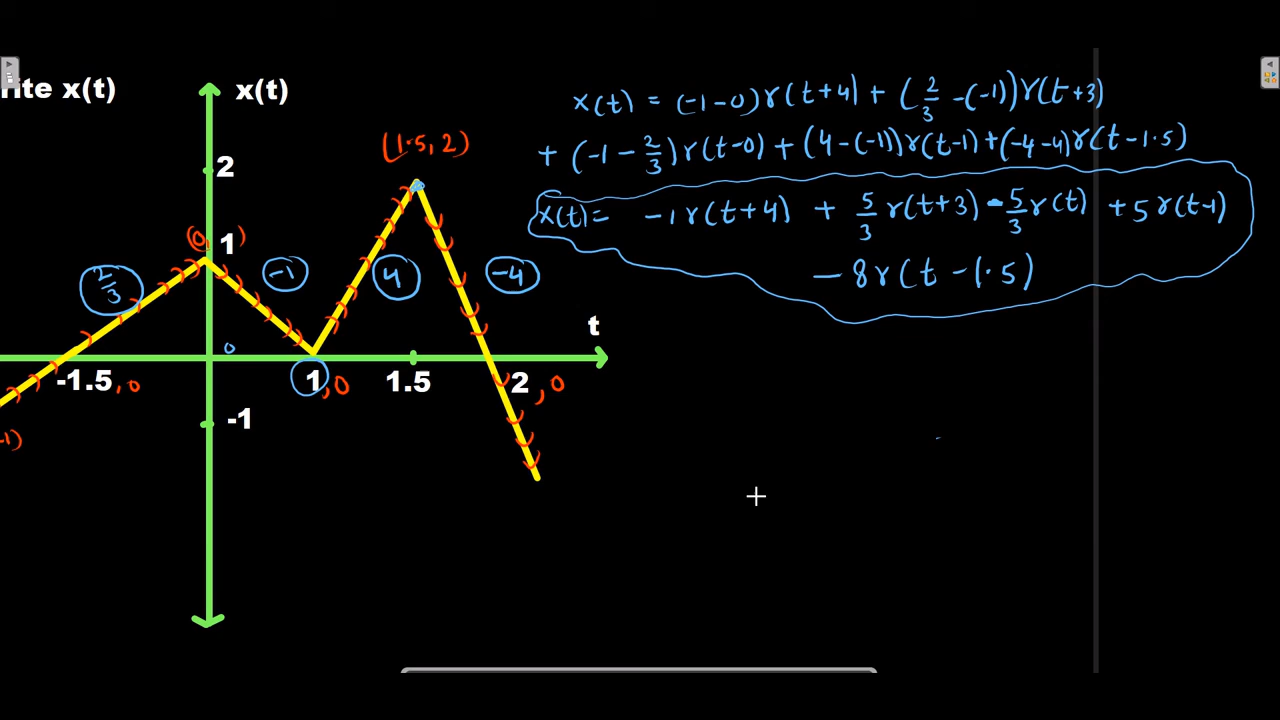 rite x(t)
x(t)
x(t) = (-1-0)r(t+4) + (2/3 -(-1))r(t+3)
+ (-1 - 2/3)r(t-0) + (4-(-1))r(t-1) + (-4-4)r(t-1.5)
x(t) = -1r(t+4) + 5/3 r(t+3) - 5/3 r(t) + 5r(t-1)
- 8r(t-1.5)
(1.5, 2)
2
(0, 1)
2/3
-1
4
-4
t
0
-1.5,0
1,0
1.5
2,0
-1
-1)